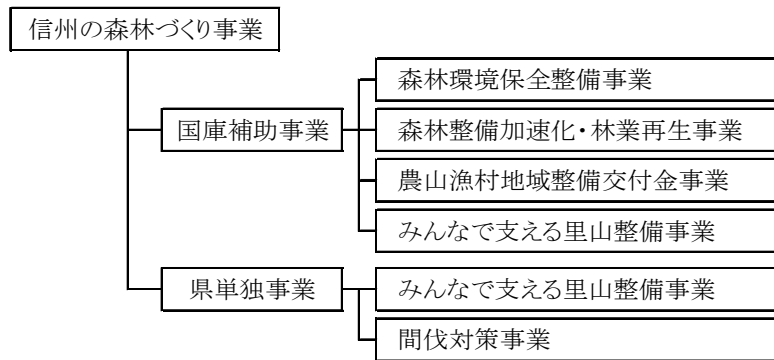 信州の森林づくり事業
森林環境保全整備事業
国庫補助事業
森林整備加速化・林業再生事業
農山漁村地域整備交付金事業
みんなで支える里山整備事業
県単独事業
みんなで支える里山整備事業
間伐対策事業